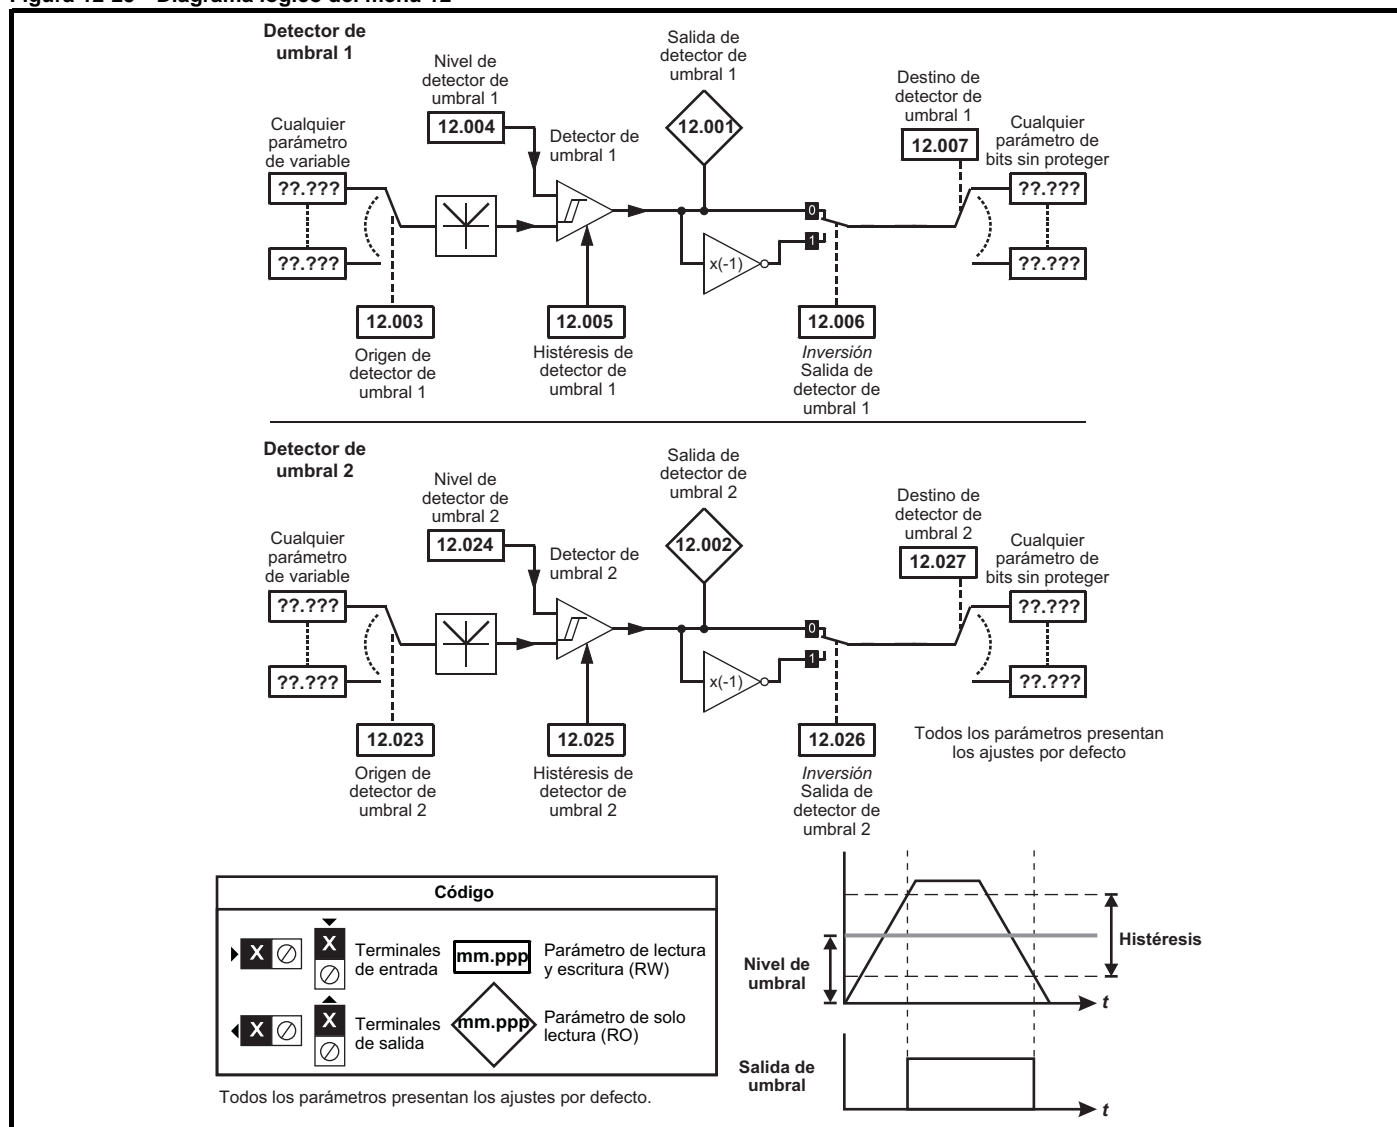 Figura 12-25 Diagrama lógico del menú 12
Detector de
umbral 1
Nivel de
detector de
umbral 1
12.004
Cualquier
parámetro
de variable
??.???
??.???
12.003
Origen de
detector de
umbral 1
Detector de
umbral 1
12.005
Histéresis de
detector de
umbral 1
Salida de
detector de
umbral 1
12.001
x(-1)
0
1
12.006
Inversión
Salida de
detector de
umbral 1
Destino de
detector de
umbral 1
12.007
Cualquier
parámetro de
bits sin proteger
??.???
??.???
Detector de
umbral 2
Nivel de
detector de
umbral 2
12.024
Cualquier
parámetro
de variable
??.???
??.???
12.023
Origen de
detector de
umbral 2
Detector de
umbral 2
12.025
Histéresis de
detector de
umbral 2
Salida de
detector de
umbral 2
12.002
x(-1)
0
1
12.026
Inversión
Salida de
detector de
umbral 2
Destino de
detector de
umbral 2
12.027
Cualquier
parámetro de
bits sin proteger
??.???
??.???
Todos los parámetros presentan
los ajustes por defecto
Código
X
X
Terminales
de entrada
mm.ppp
Parámetro de lectura
y escritura (RW)
X
X
Terminales
de salida
mm.ppp
Parámetro de solo
lectura (RO)
Todos los parámetros presentan los ajustes por defecto.
Nivel de
umbral
Histéresis
t
Salida de
umbral
t